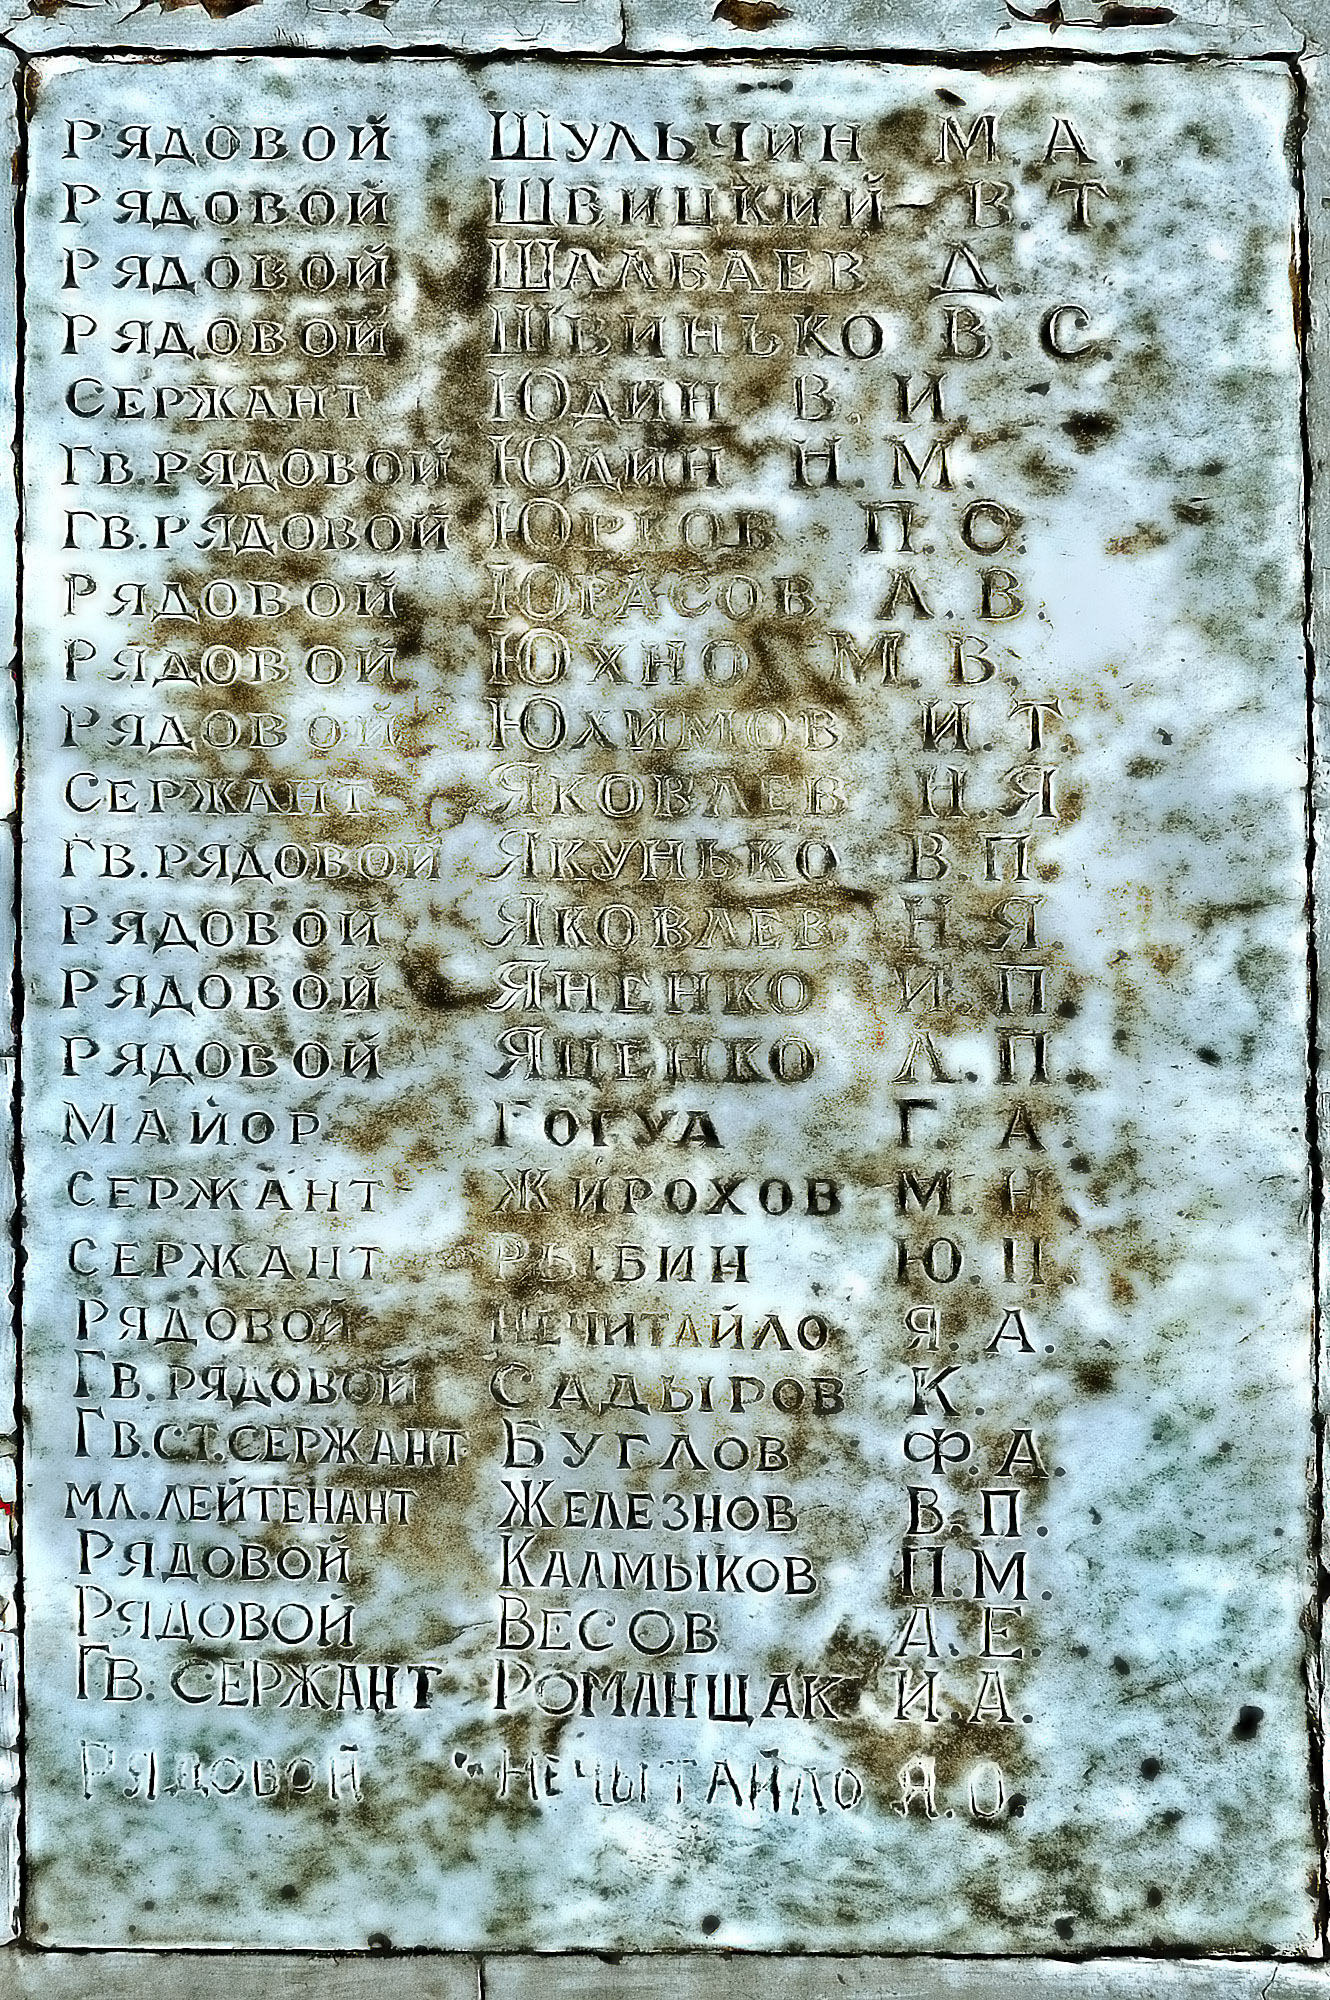 Рядовой Шульчин М. А.
Рядовой Швицкий В. Т.
Рядовой Шалбаев Д.
Рядовой Швинько В. С.
Сержант Юдин В. И.
Гв. рядовой Юдин Н. М.
Гв. рядовой Юрков П. С.
Рядовой Юрасов А. В.
Рядовой Юхно М. В.
Рядовой Юхимов И. Т.
Сержант Яковлев Н. Я.
Гв. рядовой Якунько В. П.
Рядовой Яковлев Н. Я.
Рядовой Яненко И. П.
Рядовой Яценко Л. П.
Майор Гогуа Г. А.
Сержант Жирохов М. Н.
Сержант Рыбин Ю. П.
Рядовой Нечитайло Я. А.
Гв. рядовой Садыров К.
Гв. ст. сержант Буглов Ф. А.
мл. лейтенант Железнов В. П.
Рядовой Калмыков П. М.
Рядовой Весов А. Е.
Гв. сержант Романщак И. А.
Рядовой Нечытайло Я. О.